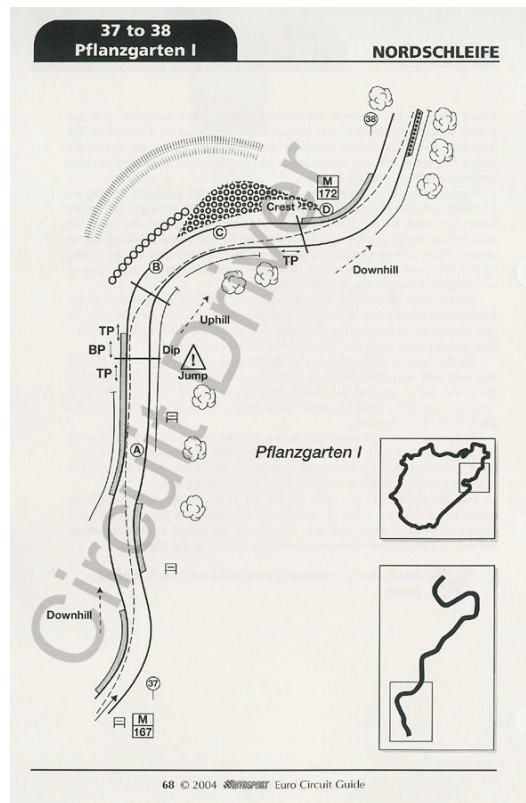 37 to 38
Pflanzgarten I
NORDSCHLEIFE
38
M
172
Crest
D
C
TP
B
Downhill
Uphill
TP
BP
Dip
TP
Jump
A
Pflanzgarten I
Downhill
37
M
167
Circuit Driver
68 © 2004 AUTOSPORT Euro Circuit Guide